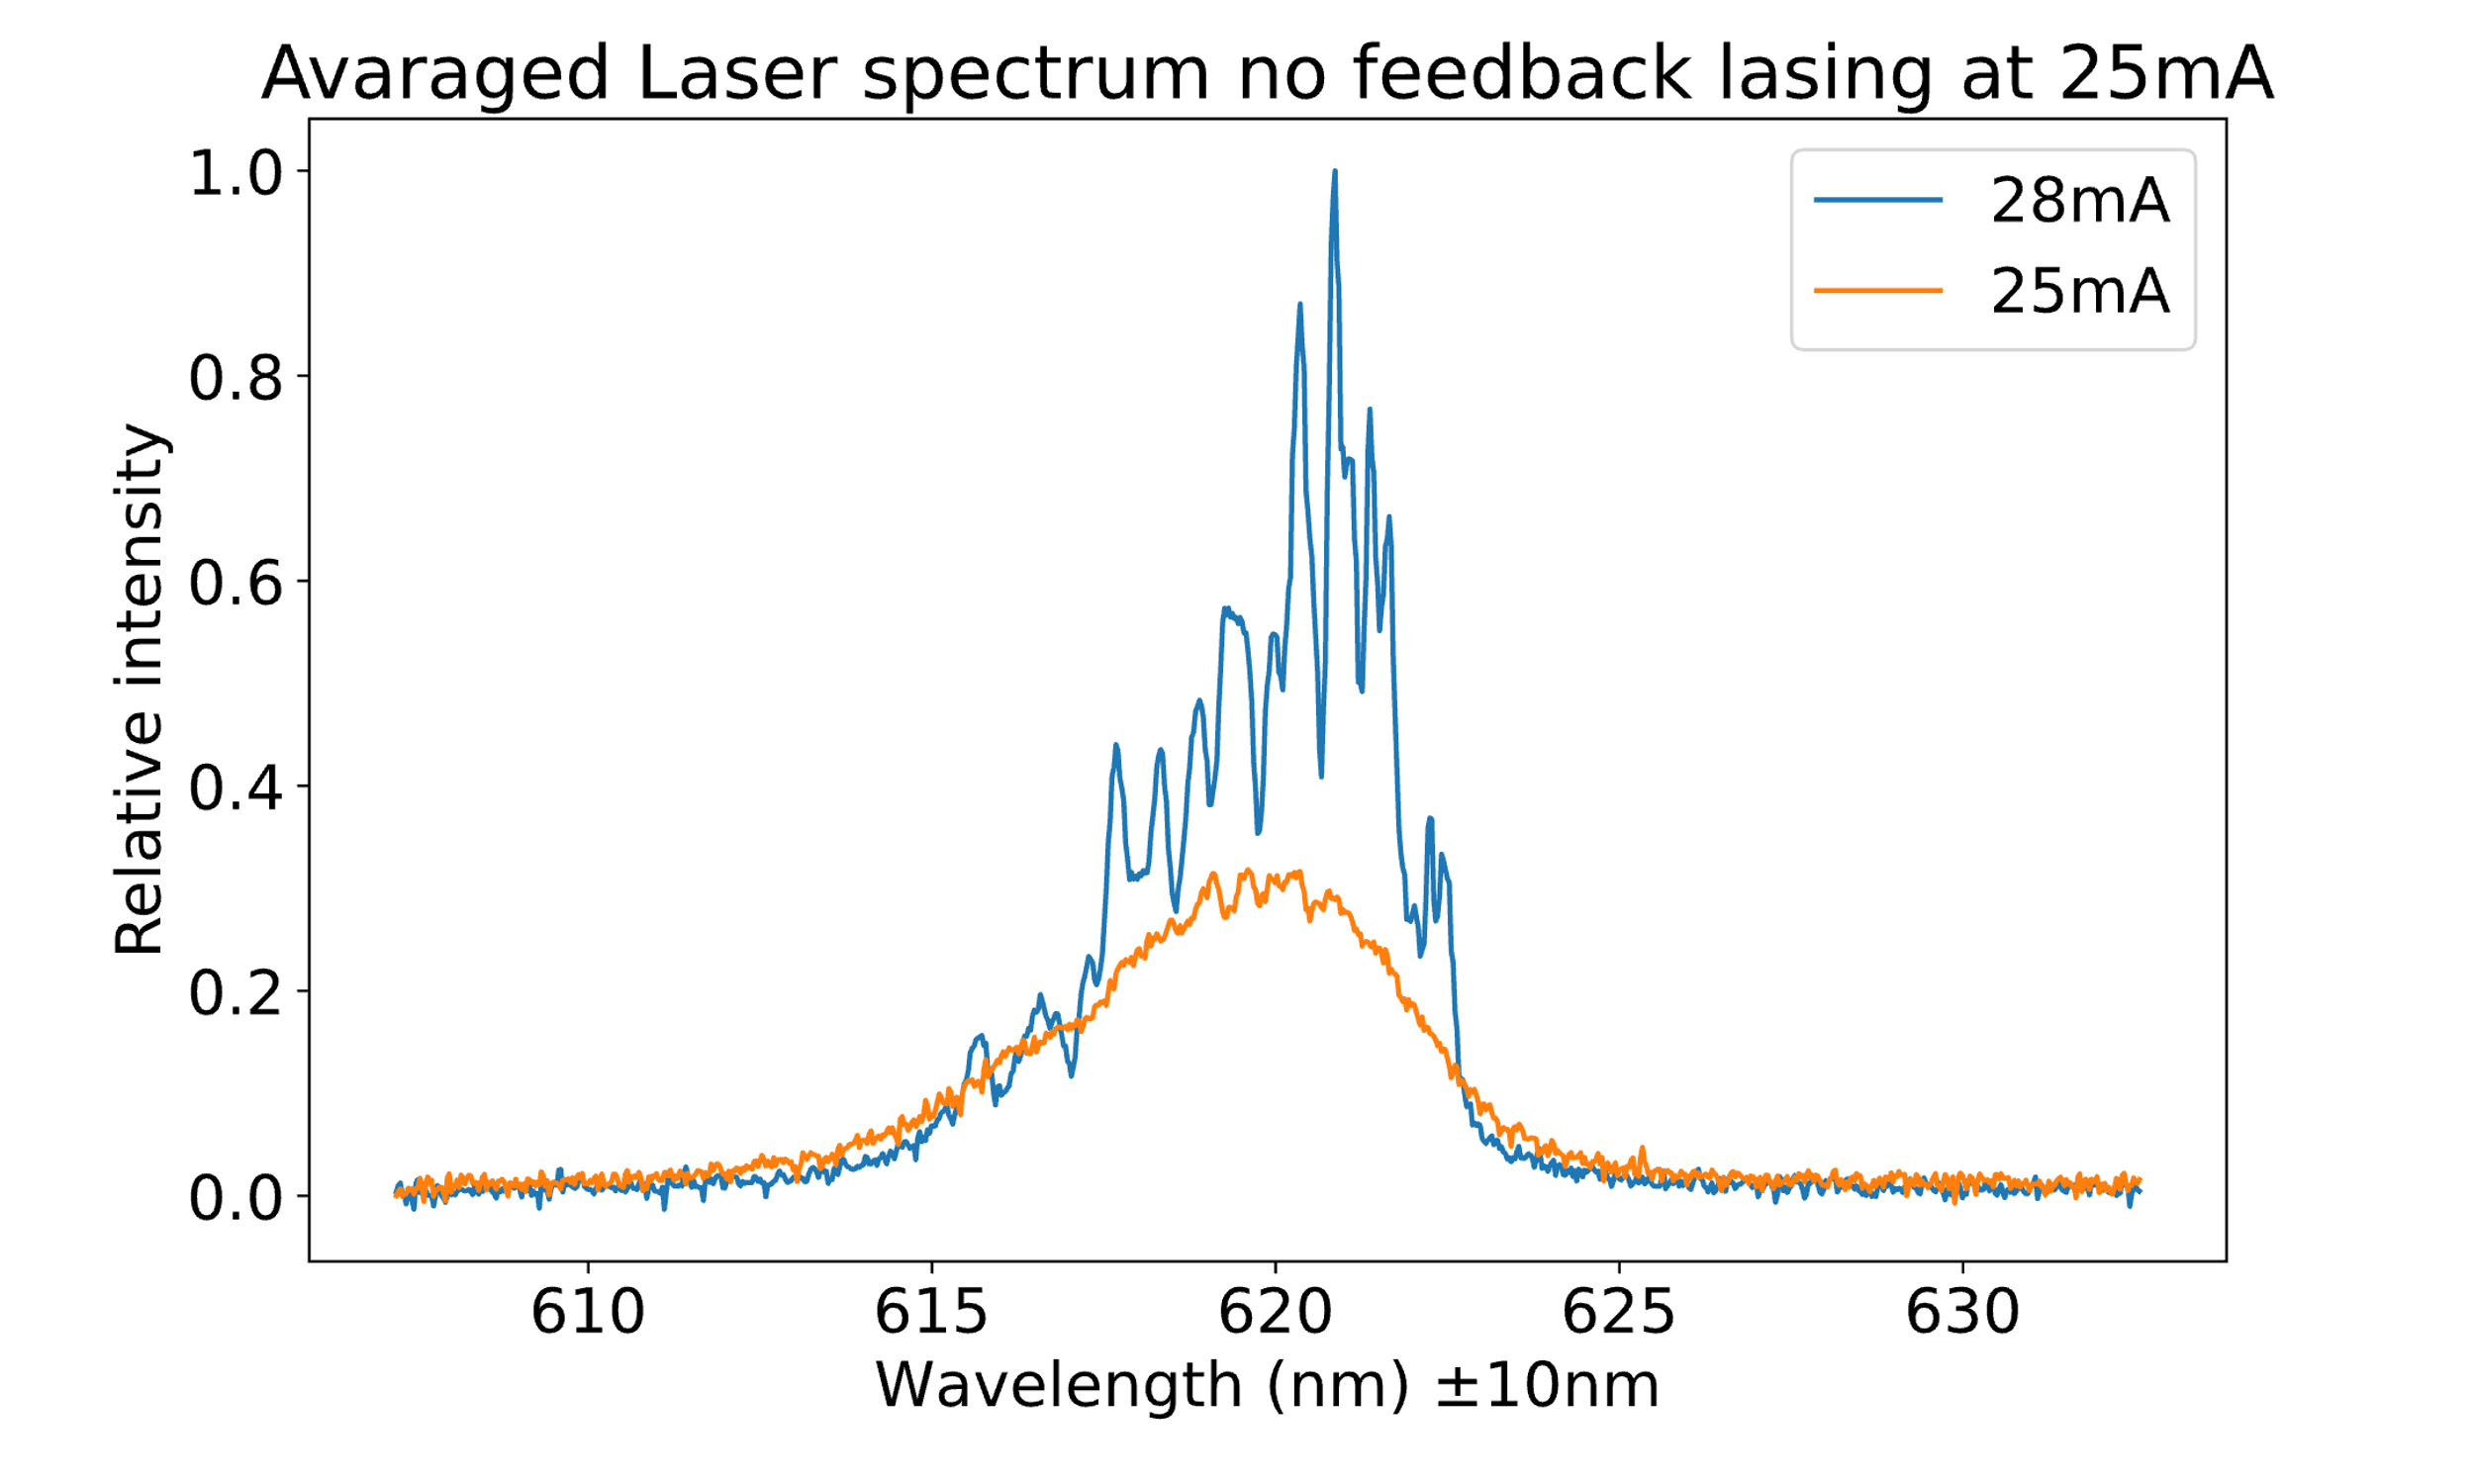 Avaraged Laser spectrum no feedback lasing at 25mA
28mA
25mA
Relative intensity
1.0
0.8
0.6
0.4
0.2
0.0
610 615 620 625 630
Wavelength (nm) ±10nm